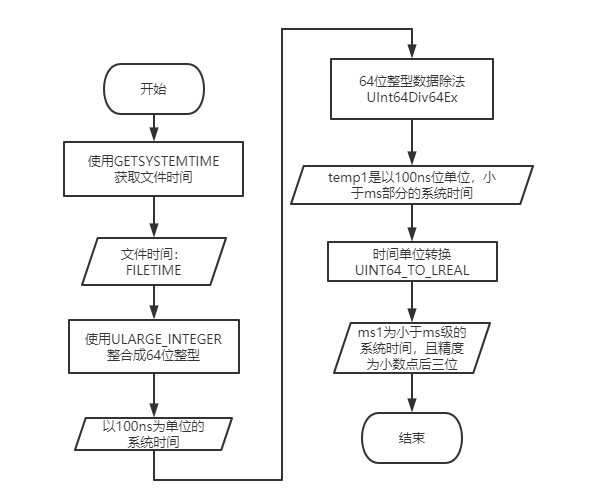 开始
使用GETSYSTEMTIME
获取文件时间
文件时间：
FILETIME
使用ULARGE_INTEGER
整合成64位整型
以100ns为单位的
系统时间
64位整型数据除法
UInt64Div64Ex
temp1是以100ns位单位，小
于ms部分的系统时间
时间单位转换
UINT64_TO_LREAL
ms1为小于ms级的
系统时间，且精度
为小数点后三位
结束